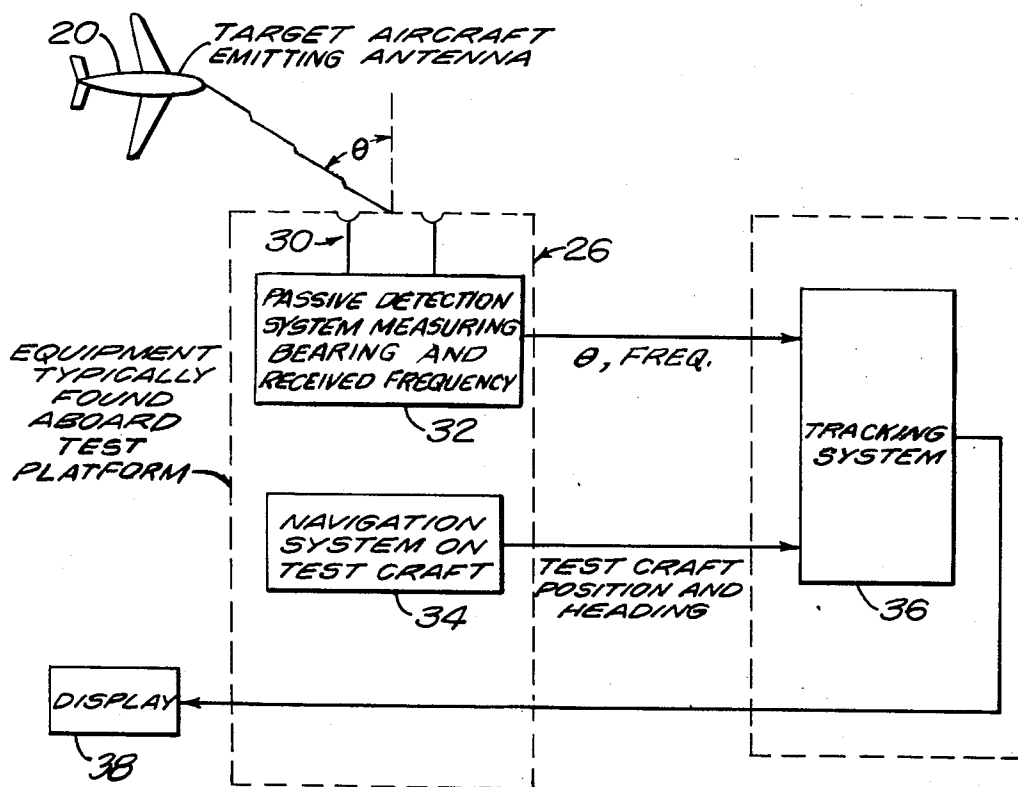 20
TARGET AIRCRAFT
EMITTING ANTENNA
θ
30
26
PASSIVE DETECTION
SYSTEM MEASURING
BEARING AND
RECEIVED FREQUENCY
32
θ, FREQ.
EQUIPMENT
TYPICALLY
FOUND
ABOARD
TEST
PLATFORM
TRACKING
SYSTEM
36
NAVIGATION
SYSTEM ON
TEST CRAFT
34
TEST CRAFT
POSITION AND
HEADING
DISPLAY
38